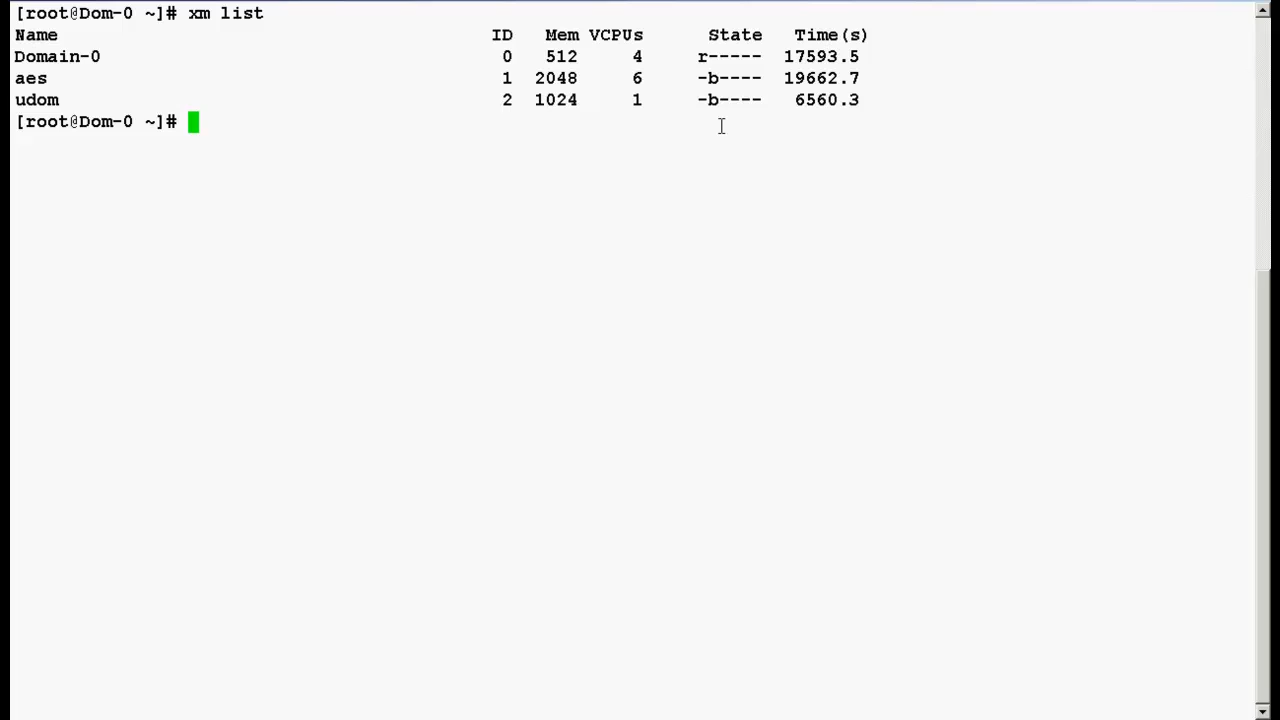 [root@Dom-0 ~]# xm list
Name ID Mem VCPUs State Time(s)
Domain-0 0 512 4 r----- 17593.5
aes 1 2048 6 -b---- 19662.7
udom 2 1024 1 -b---- 6560.3
[root@Dom-0 ~]#